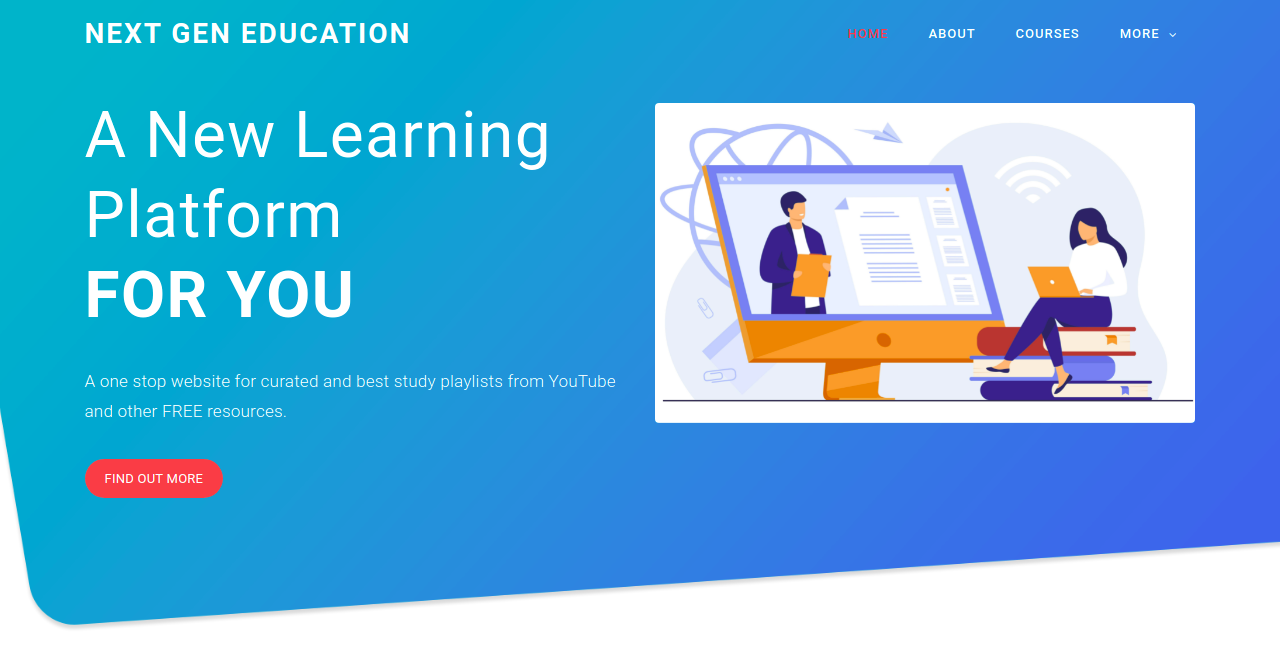 NEXT GEN EDUCATION
HOME ABOUT COURSES MORE
A New Learning
Platform
FOR YOU
A one stop website for curated and best study playlists from YouTube
and other FREE resources.
FIND OUT MORE